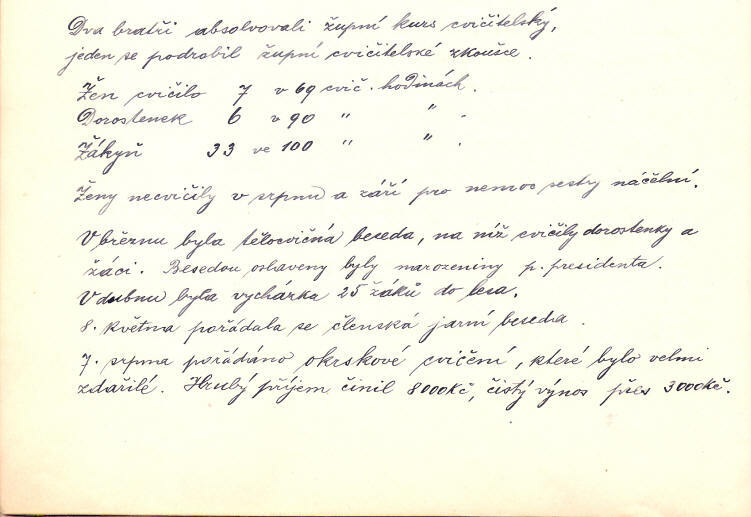 Dva bratři absolvovali župní kurs cvičitelský,
jeden se podrobil župní cvičitelské zkoušce.
Žen cvičilo 7 v 69 cvič. hodinách.
Dorostenek 6 v 90 " " .
Žákyň 33 ve 100 " " .
Ženy necvičily v srpnu a září pro nemoc sestry náčelní.
V březnu byla tělocvičná beseda, na níž cvičily dorostenky a
žáci. Besedou oslaveny byly narozeniny p. presidenta.
V dubnu byla vychárka 25 žáků do lesa.
8. května pořádala se členská jarní beseda.
7. srpna pořádáno okrskové cvičení, které bylo velmi
zdařilé. Hrubý příjem činil 8000Kč, čistý výnos přes 3000Kč.